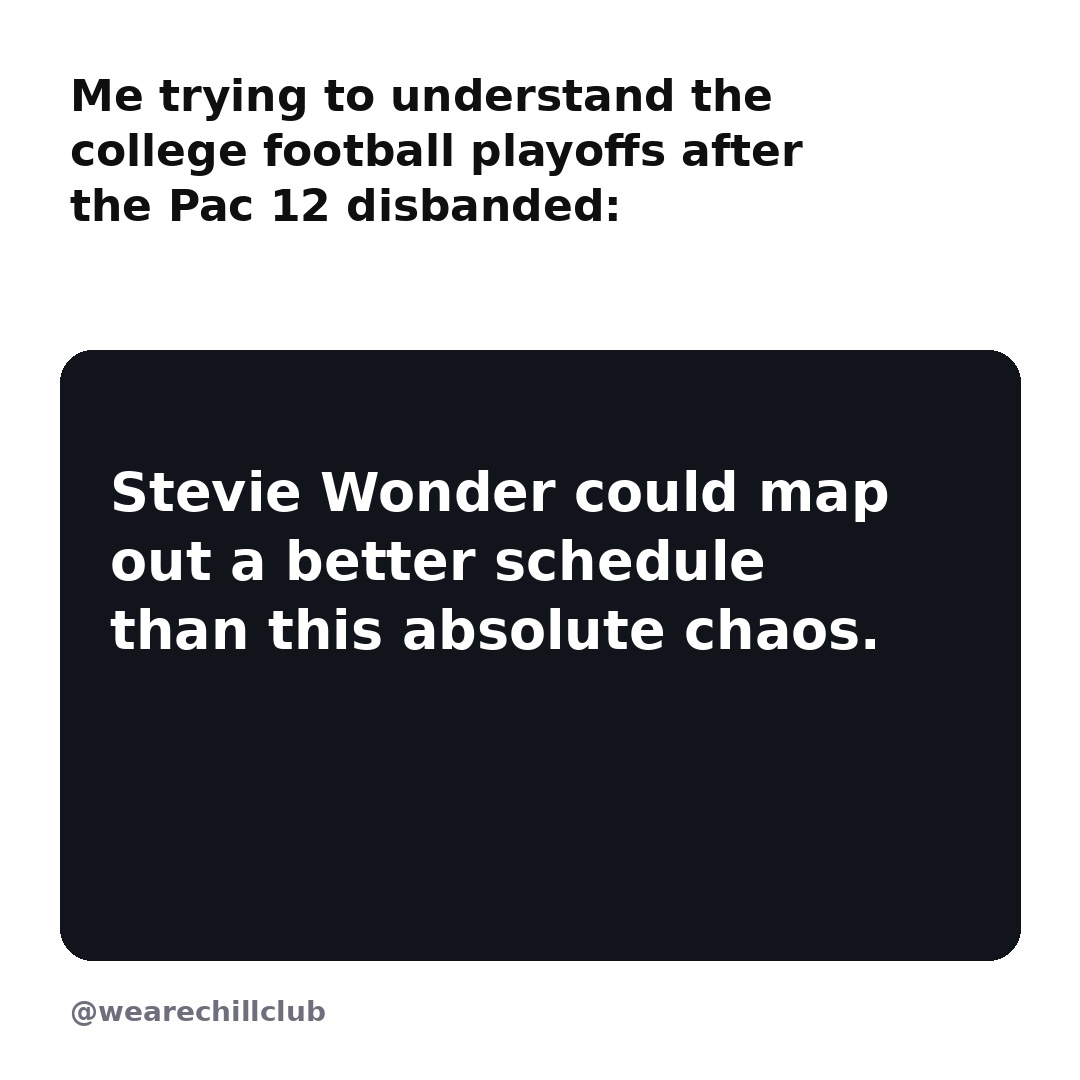 Me trying to understand the
college football playoffs after
the Pac 12 disbanded:
Stevie Wonder could map
out a better schedule
than this absolute chaos.
@wearechillclub